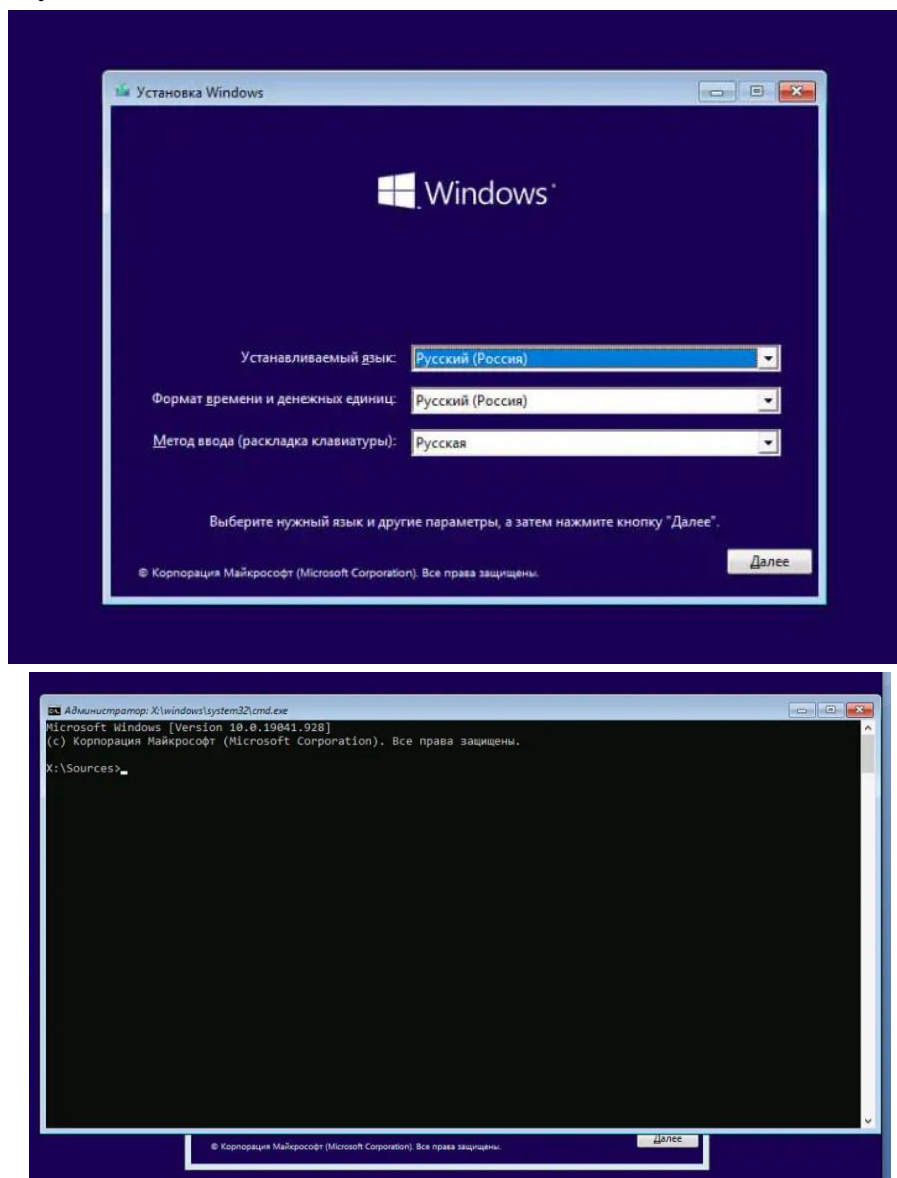 Установка Windows
Windows
Устанавливаемый язык: Русский (Россия)
Формат времени и денежных единиц: Русский (Россия)
Метод ввода (раскладка клавиатуры): Русская
Выберите нужный язык и другие параметры, а затем нажмите кнопку "Далее".
Далее
© Корпорация Майкрософт (Microsoft Corporation). Все права защищены.
Администратор: X:\windows\system32\cmd.exe
Microsoft Windows [Version 10.0.19041.928]
(c) Корпорация Майкрософт (Microsoft Corporation). Все права защищены.
X:\Sources>
© Корпорация Майкрософт (Microsoft Corporation). Все права защищены.
Далее